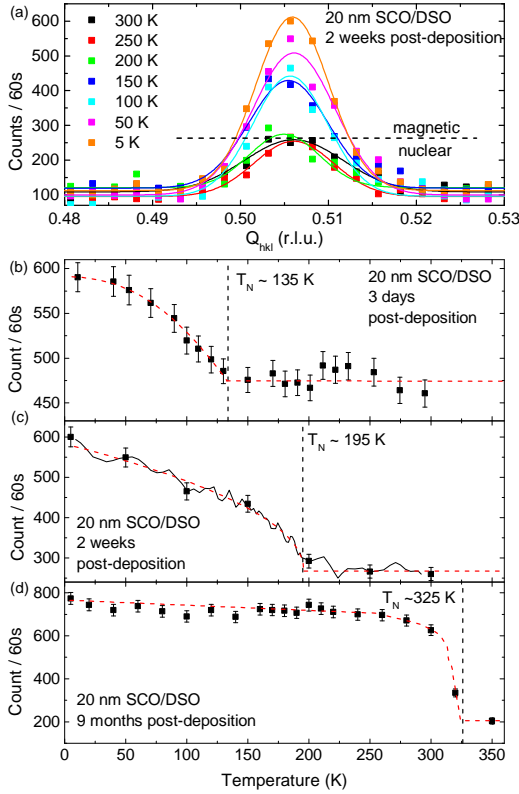 (a)
600
500
400
300
200
100
Counts / 60s
300 K
250 K
200 K
150 K
100 K
50 K
5 K
20 nm SCO/DSO
2 weeks post-deposition
magnetic
nuclear
0.48 0.49 0.50 0.51 0.52 0.53
Q_hkl (r.l.u.)
(b)
600
550
500
450
Count / 60s
T_N ~ 135 K
20 nm SCO/DSO
3 days
post-deposition
(c)
600
500
400
300
Count / 60s
T_N ~ 195 K
20 nm SCO/DSO
2 weeks
post-deposition
(d)
800
600
400
200
Count / 60s
T_N ~325 K
20 nm SCO/DSO
9 months post-deposition
0 50 100 150 200 250 300 350
Temperature (K)